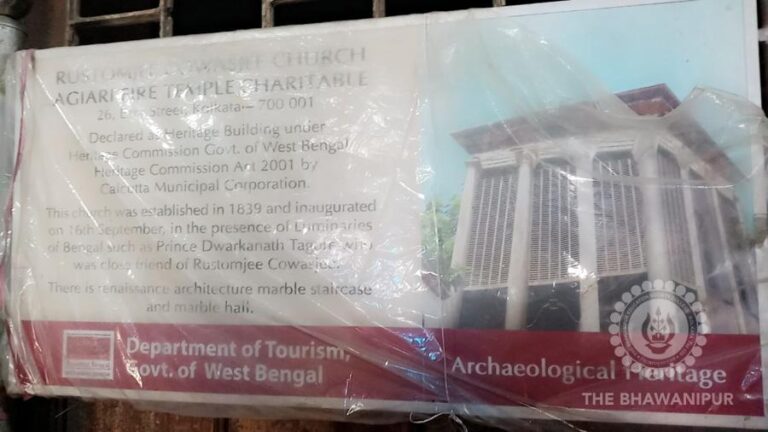 RUSTOMJEE COWASJEE CHURCH
AGIARI FIRE TEMPLE CHARITABLE
26, Ezra Street, Kolkata– 700 001
Declared as Heritage Building under
Heritage Commission Govt. of West Bengal
Heritage Commission Act 2001 by
Calcutta Municipal Corporation.
This church was established in 1839 and inaugurated
on 16th September, in the presence of Luminaries
of Bengal such as Prince Dwarkanath Tagore who
was close friend of Rustomjee Cowasjee.
There is renaissance architecture marble staircase
and marble hall.
Department of Tourism,
Govt. of West Bengal
Archaeological Heritage
THE BHAWANIPUR